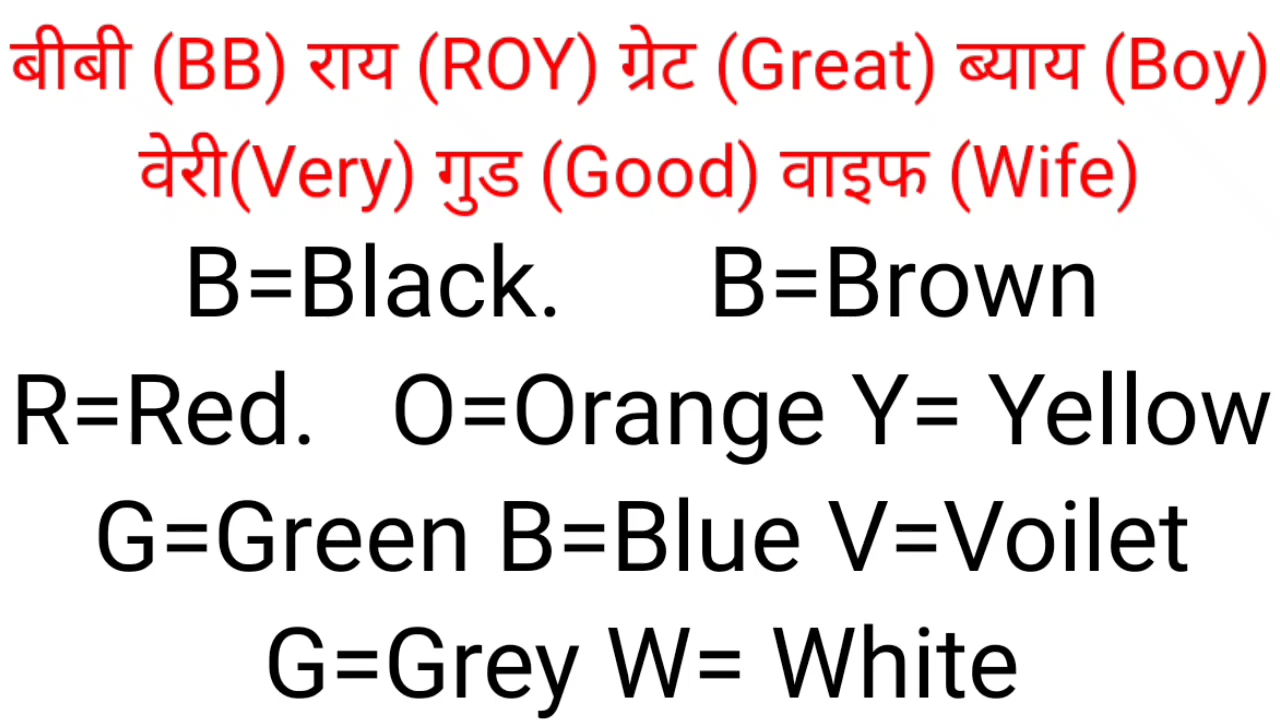 बीबी (BB) राय (ROY) ग्रेट (Great) ब्याय (Boy)
वेरी(Very) गुड (Good) वाइफ (Wife)
B=Black. B=Brown
R=Red. O=Orange Y= Yellow
G=Green B=Blue V=Voilet
G=Grey W= White